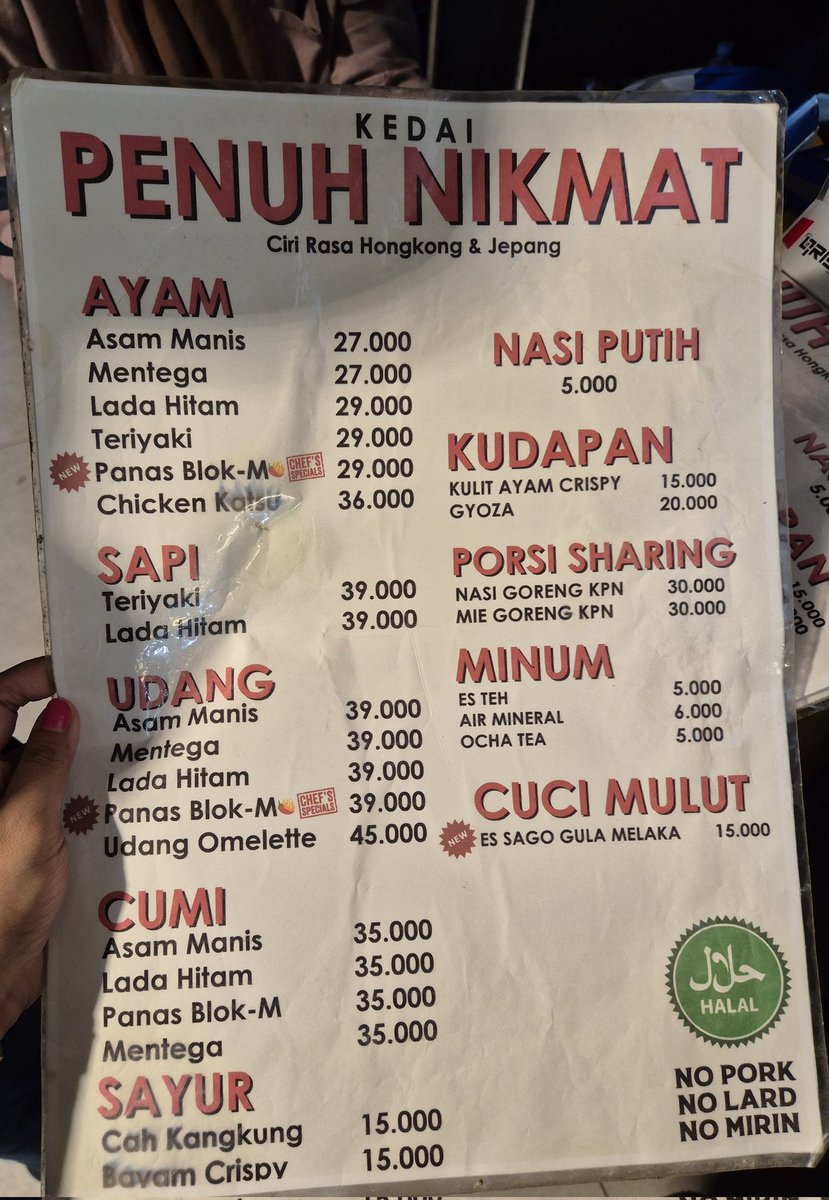 KEDAI
PENUH NIKMAT
Ciri Rasa Hongkong & Jepang
AYAM
Asam Manis 27.000
Mentega 27.000
Lada Hitam 29.000
Teriyaki 29.000
NEW Panas Blok-M CHEF'S SPECIALS 29.000
Chicken Katsu 36.000
SAPI
Teriyaki 39.000
Lada Hitam 39.000
UDANG
Asam Manis 39.000
Mentega 39.000
Lada Hitam 39.000
NEW Panas Blok-M CHEF'S SPECIALS 39.000
Udang Omelette 45.000
CUMI
Asam Manis 35.000
Lada Hitam 35.000
Panas Blok-M 35.000
Mentega 35.000
SAYUR
Cah Kangkung 15.000
Bayam Crispy 15.000
NASI PUTIH
5.000
KUDAPAN
KULIT AYAM CRISPY 15.000
GYOZA 20.000
PORSI SHARING
NASI GORENG KPN 30.000
MIE GORENG KPN 30.000
MINUM
ES TEH 5.000
AIR MINERAL 6.000
OCHA TEA 5.000
CUCI MULUT
NEW ES SAGO GULA MELAKA 15.000
حلال
HALAL
NO PORK
NO LARD
NO MIRIN